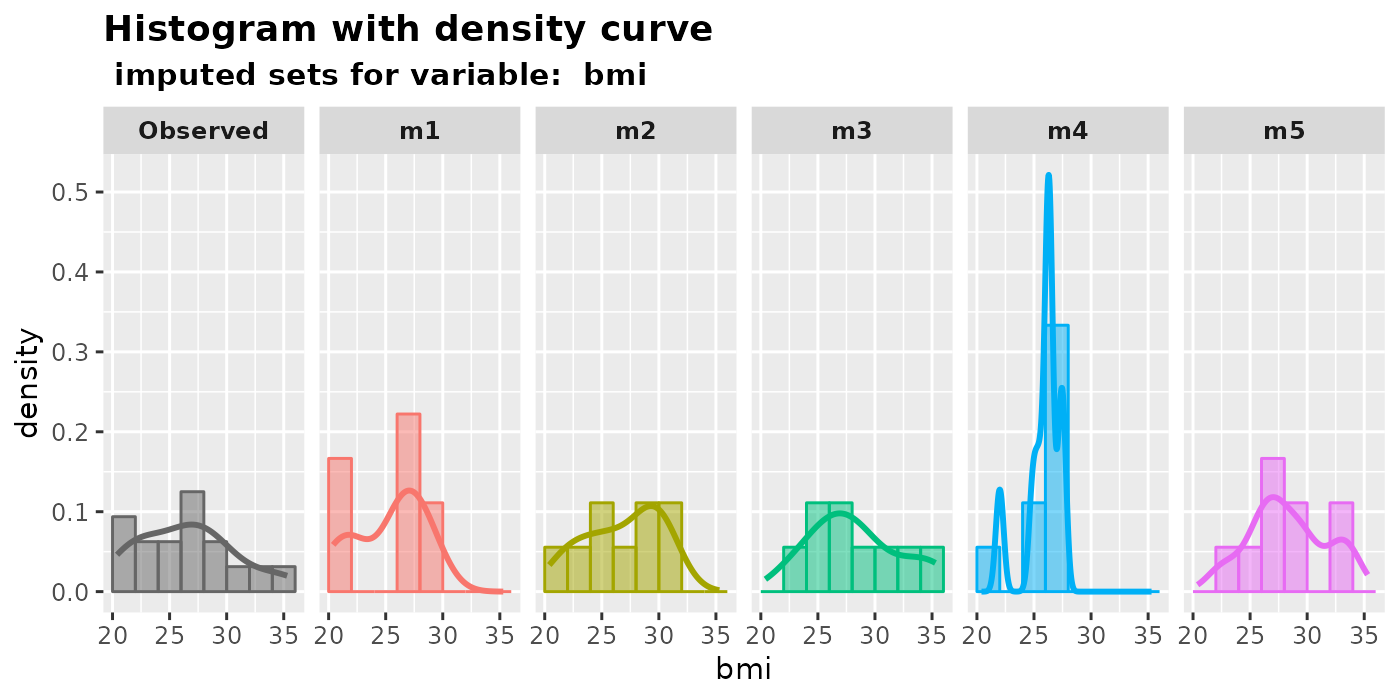 Histogram with density curve
imputed sets for variable:  bmi
Observed m1 m2 m3 m4 m5
0.5
0.4
0.3
0.2
0.1
0.0
density
20 25 30 35 20 25 30 35 20 25 30 35 20 25 30 35 20 25 30 35 20 25 30 35
bmi